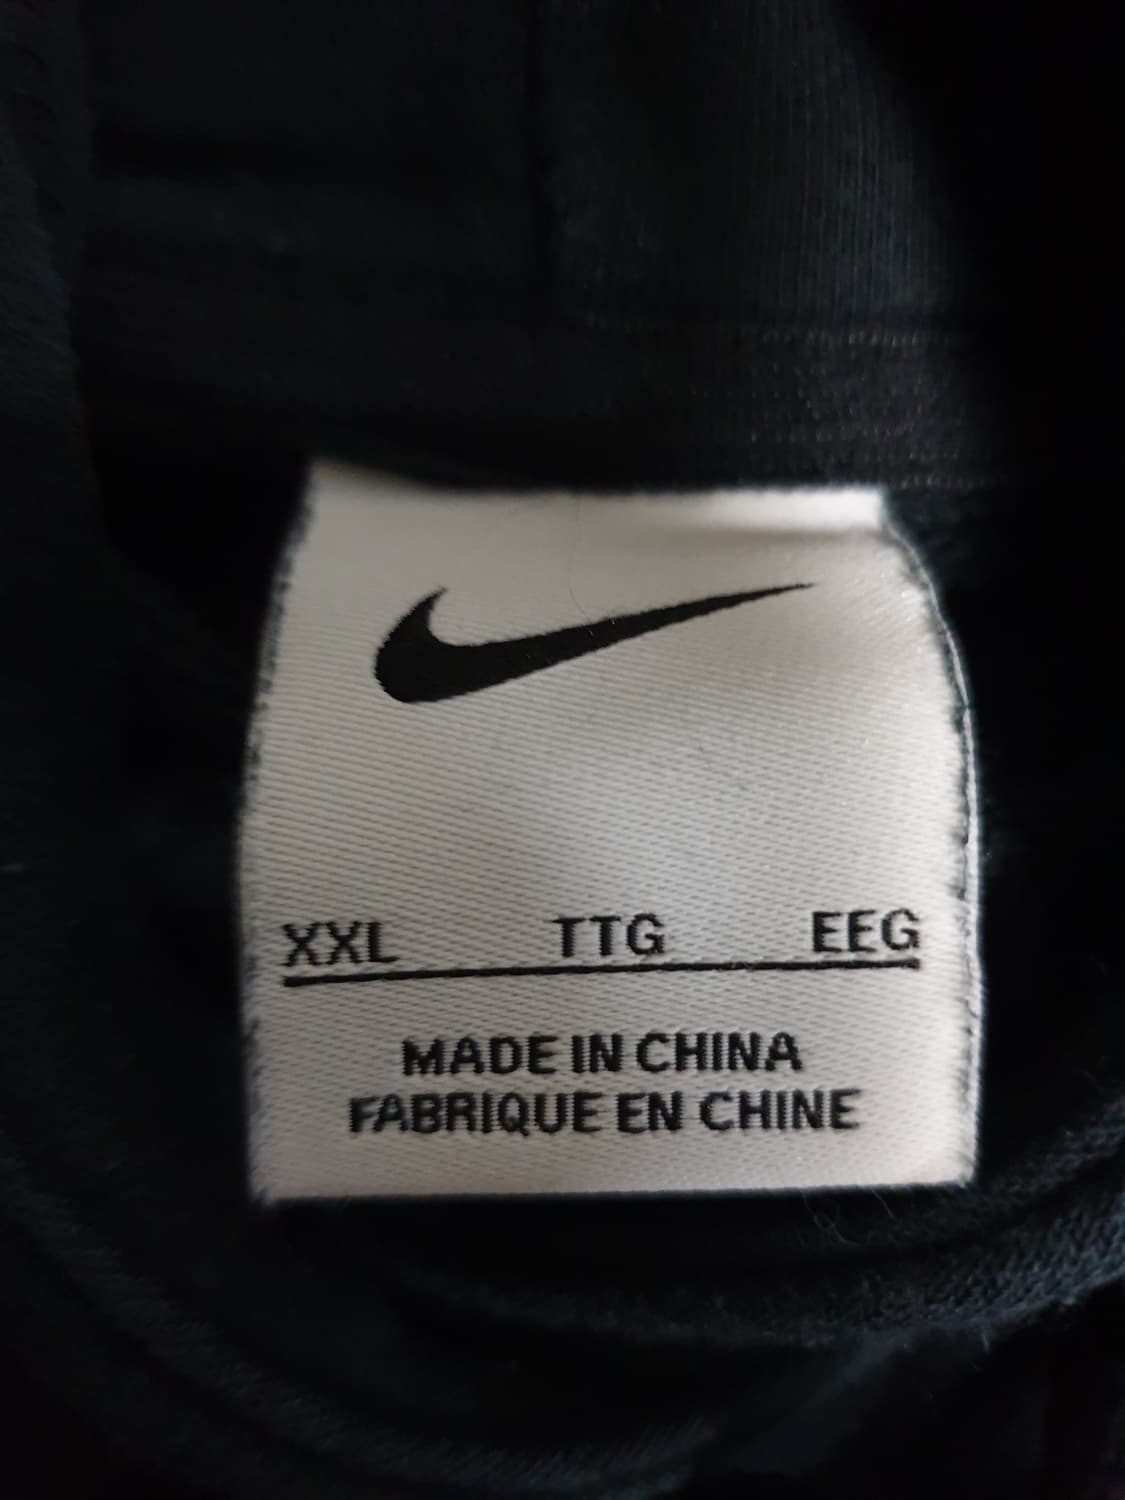 XXL TTG EEG
MADE IN CHINA
FABRIQUE EN CHINE